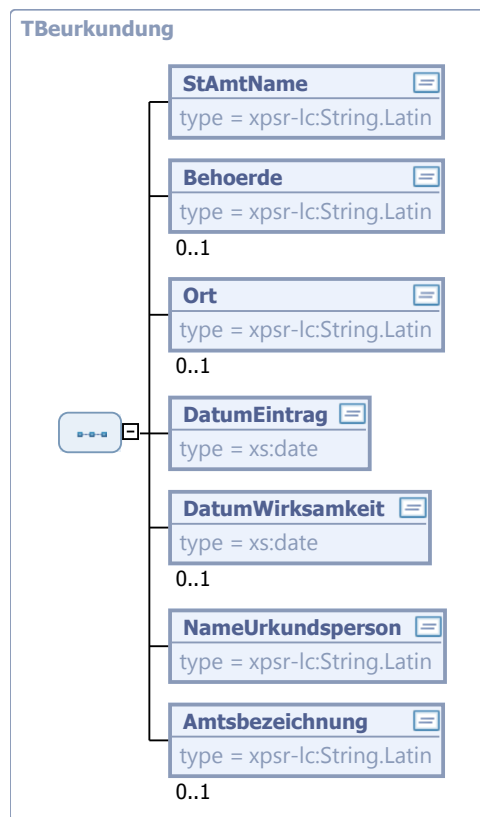 TBeurkundung
StAmtName
type = xpsr-lc:String.Latin
Behoerde
type = xpsr-lc:String.Latin
0..1
Ort
type = xpsr-lc:String.Latin
0..1
DatumEintrag
type = xs:date
DatumWirksamkeit
type = xs:date
0..1
NameUrkundsperson
type = xpsr-lc:String.Latin
Amtsbezeichnung
type = xpsr-lc:String.Latin
0..1